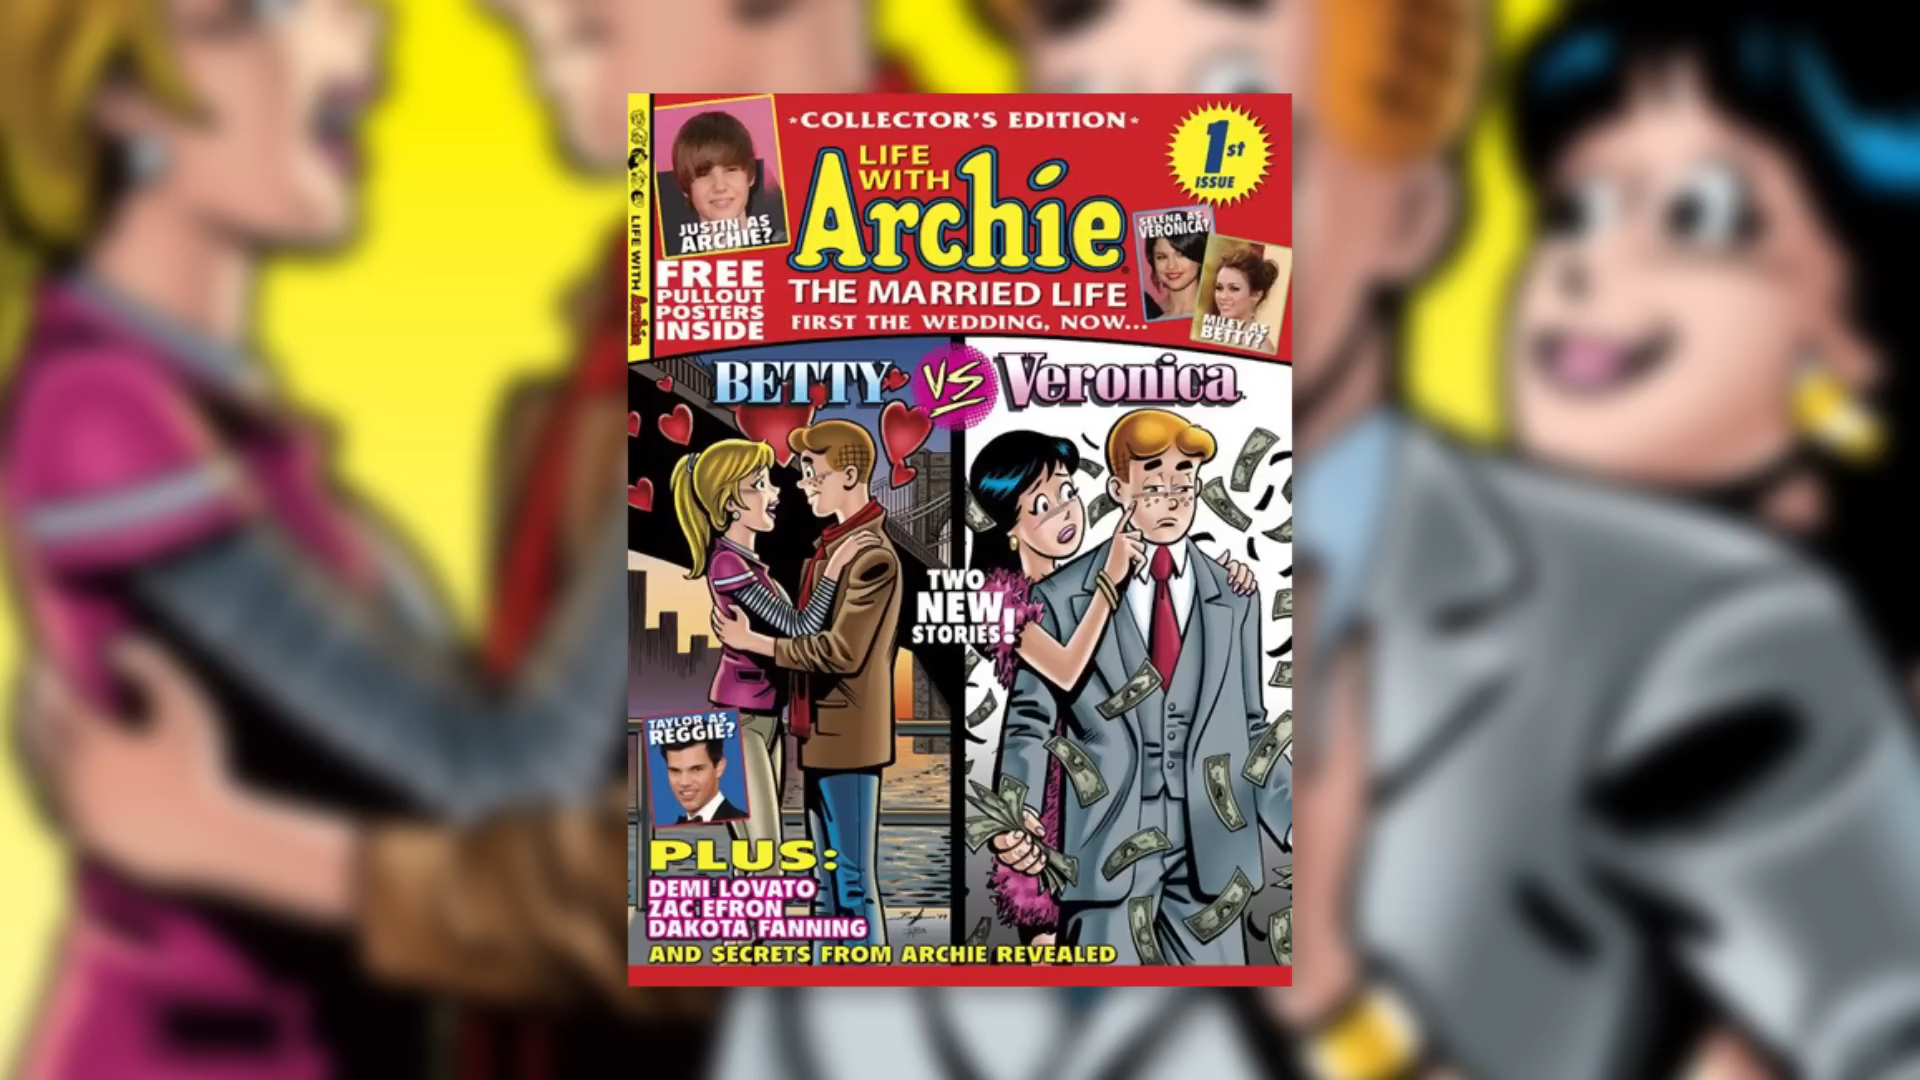 *COLLECTOR'S EDITION*
1st
ISSUE
LIFE
WITH
Archie
THE MARRIED LIFE
FIRST THE WEDDING, NOW...
JUSTIN AS
ARCHIE?
FREE
PULLOUT
POSTERS
INSIDE
SELENA AS
VERONICA?
MILEY AS
BETTY?
LIFE WITH Archie
BETTY VS Veronica
TWO
NEW
STORIES!
TAYLOR AS
REGGIE?
PLUS:
DEMI LOVATO
ZAC EFRON
DAKOTA FANNING
AND SECRETS FROM ARCHIE REVEALED